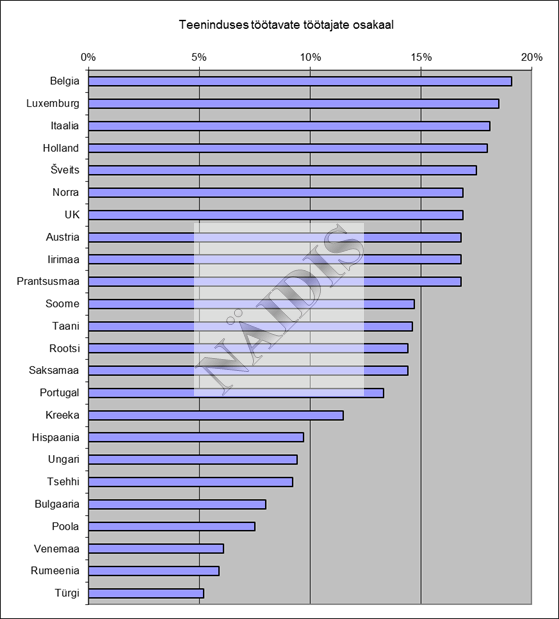 Teeninduses töötavate töötajate osakaal
0% 5% 10% 15% 20%
Belgia
Luxemburg
Itaalia
Holland
Šveits
Norra
UK
Austria
Iirimaa
Prantsusmaa
Soome
Taani
Rootsi
Saksamaa
Portugal
Kreeka
Hispaania
Ungari
Tsehhi
Bulgaaria
Poola
Venemaa
Rumeenia
Türgi
NÄIDIS